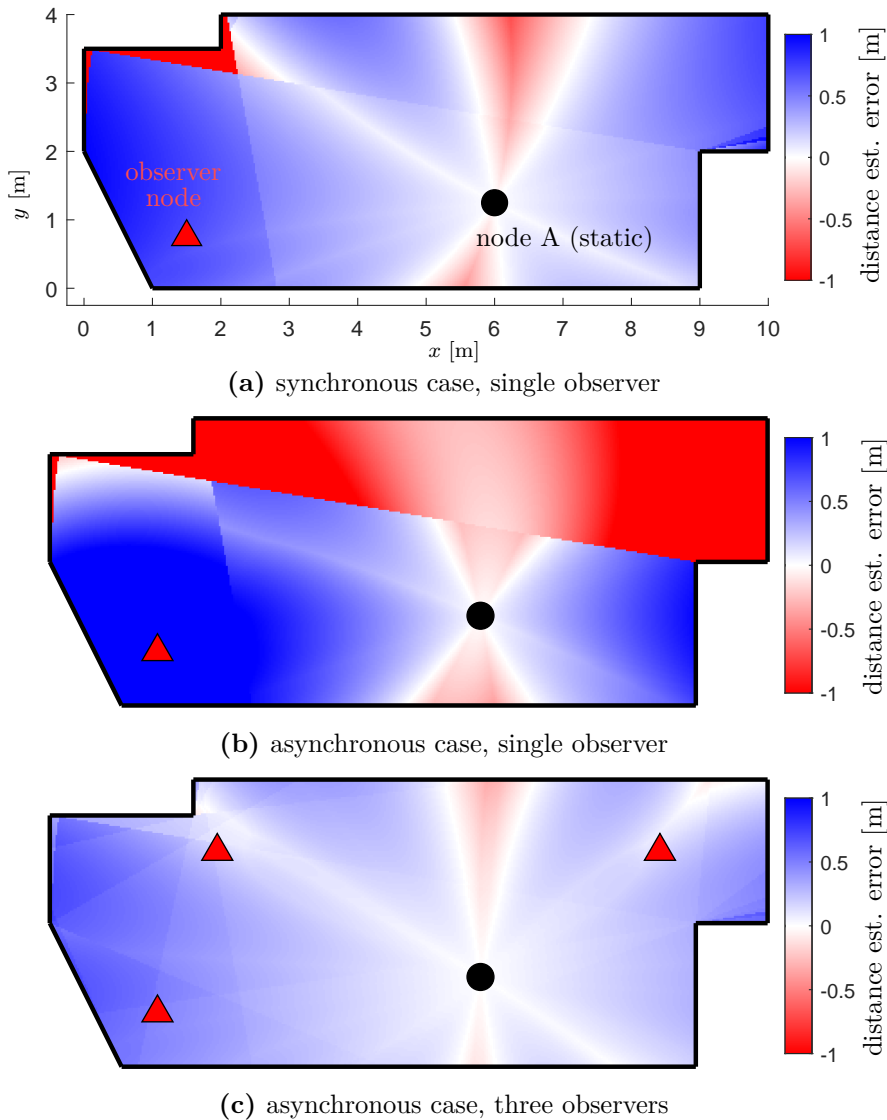 4
3
2
1
0
y [m]
observer
node
node A (static)
0 1 2 3 4 5 6 7 8 9 10
x [m]
1
0.5
0
-0.5
-1
distance est. error [m]
(a) synchronous case, single observer
1
0.5
0
-0.5
-1
distance est. error [m]
(b) asynchronous case, single observer
1
0.5
0
-0.5
-1
distance est. error [m]
(c) asynchronous case, three observers